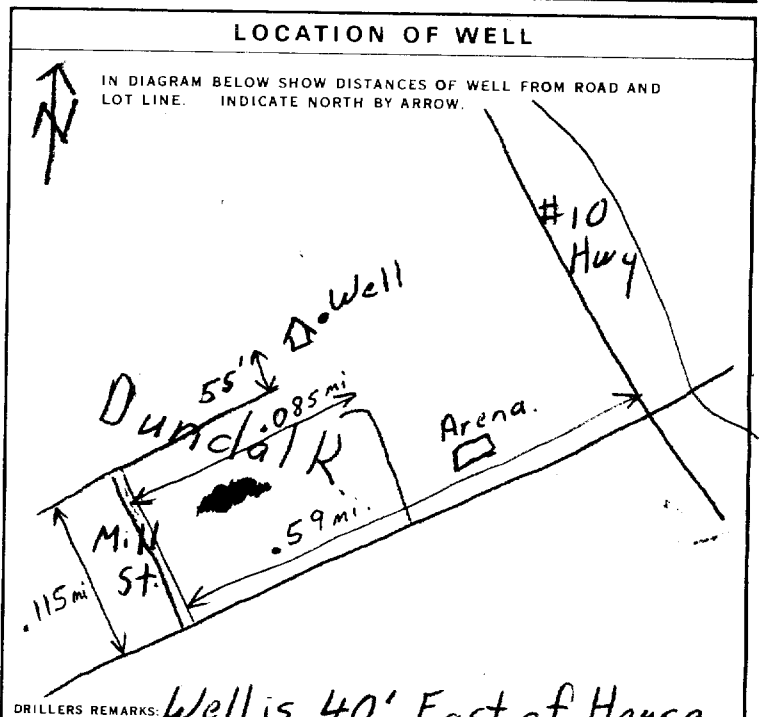 LOCATION OF WELL
IN DIAGRAM BELOW SHOW DISTANCES OF WELL FROM ROAD AND
LOT LINE. INDICATE NORTH BY ARROW.
N
#10
Hwy
.Well
55'
.085 mi
Dundalk
Arena.
.59 mi.
Mill
St.
.115 mi
DRILLERS REMARKS: Well is 40' East of House